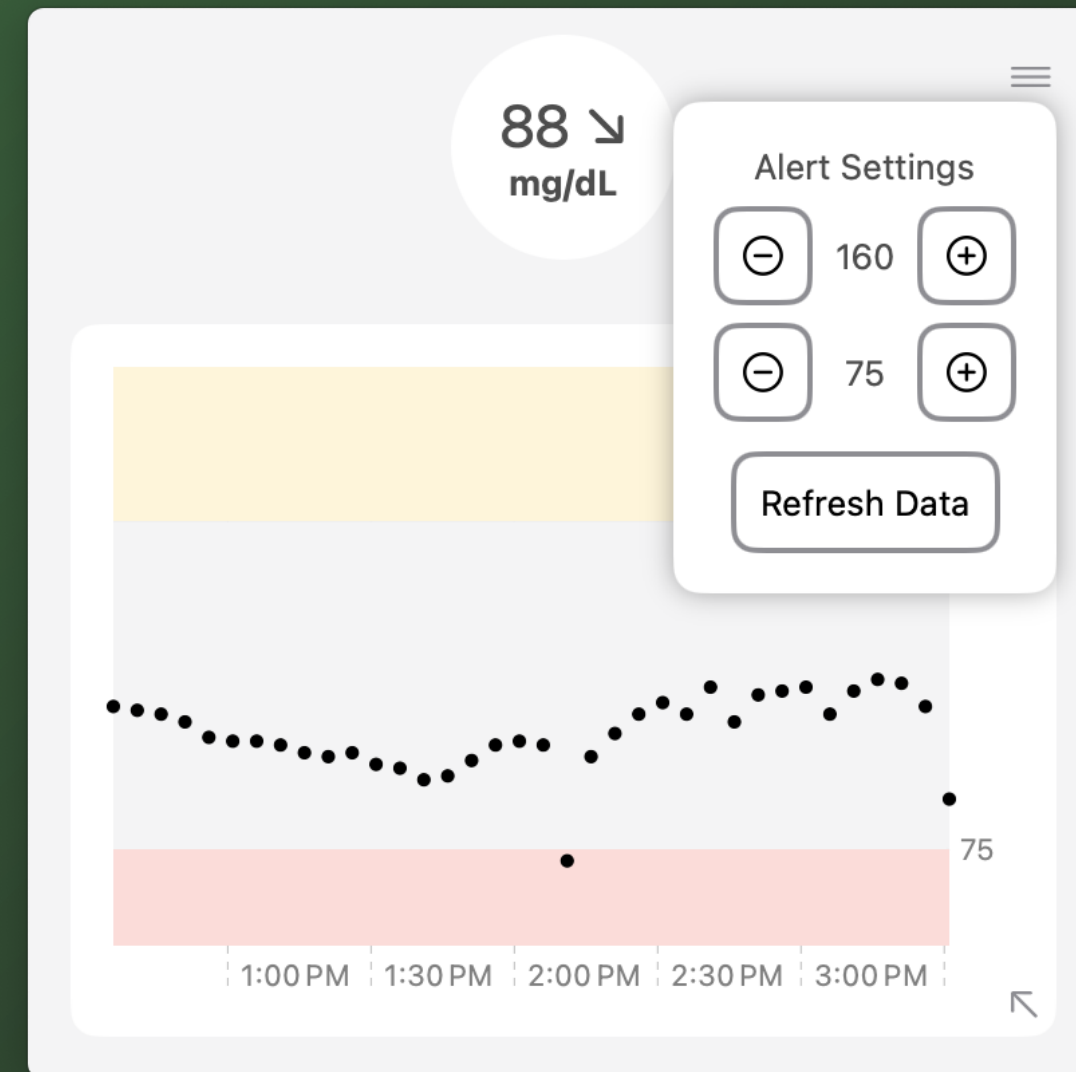 88 ↘
mg/dL
Alert Settings
160
75
Refresh Data
75
1:00 PM 1:30 PM 2:00 PM 2:30 PM 3:00 PM